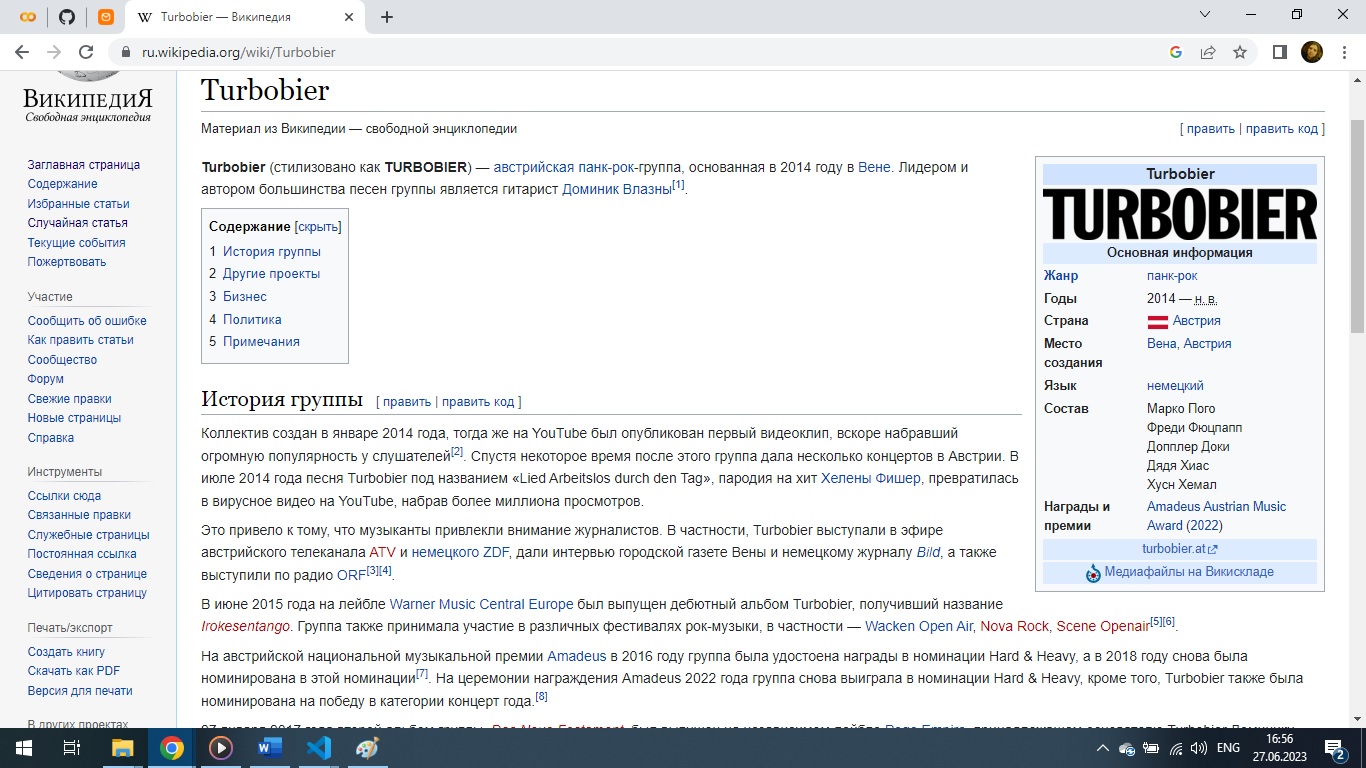 Turbobier — Википедия
ru.wikipedia.org/wiki/Turbobier
ВИКИПЕДИЯ
Свободная энциклопедия
Заглавная страница
Содержание
Избранные статьи
Случайная статья
Текущие события
Пожертвовать
Участие
Сообщить об ошибке
Как править статьи
Сообщество
Форум
Свежие правки
Новые страницы
Справка
Инструменты
Ссылки сюда
Связанные правки
Служебные страницы
Постоянная ссылка
Сведения о странице
Цитировать страницу
Печать/экспорт
Создать книгу
Скачать как PDF
Версия для печати
В других проектах
Turbobier
Материал из Википедии — свободной энциклопедии
[ править | править код ]
Turbobier (стилизовано как TURBOBIER) — австрийская панк-рок-группа, основанная в 2014 году в Вене. Лидером и
автором большинства песен группы является гитарист Доминик Влазны[1].
Содержание [скрыть]
1 История группы
2 Другие проекты
3 Бизнес
4 Политика
5 Примечания
История группы [ править | править код ]
Коллектив создан в январе 2014 года, тогда же на YouTube был опубликован первый видеоклип, вскоре набравший
огромную популярность у слушателей[2]. Спустя некоторое время после этого группа дала несколько концертов в Австрии. В
июле 2014 года песня Turbobier под названием «Lied Arbeitslos durch den Tag», пародия на хит Хелены Фишер, превратилась
в вирусное видео на YouTube, набрав более миллиона просмотров.
Это привело к тому, что музыканты привлекли внимание журналистов. В частности, Turbobier выступали в эфире
австрийского телеканала ATV и немецкого ZDF, дали интервью городской газете Вены и немецкому журналу Bild, а также
выступили по радио ORF[3][4].
В июне 2015 года на лейбле Warner Music Central Europe был выпущен дебютный альбом Turbobier, получивший название
Irokesentango. Группа также принимала участие в различных фестивалях рок-музыки, в частности — Wacken Open Air, Nova Rock, Scene Openair[5][6].
На австрийской национальной музыкальной премии Amadeus в 2016 году группа была удостоена награды в номинации Hard & Heavy, а в 2018 году снова была
номинирована в этой номинации[7]. На церемонии награждения Amadeus 2022 года группа снова выиграла в номинации Hard & Heavy, кроме того, Turbobier также была
номинирована на победу в категории концерт года.[8]
Turbobier
TURBOBIER
Основная информация
Жанр панк-рок
Годы 2014 — н. в.
Страна Австрия
Место создания Вена, Австрия
Язык немецкий
Состав Марко Пого
Фреди Фюцпапп
Допплер Доки
Дядя Хиас
Хусн Хемал
Награды и премии Amadeus Austrian Music
Award (2022)
turbobier.at
Медиафайлы на Викискладе
ENG
16:56
27.06.2023
2